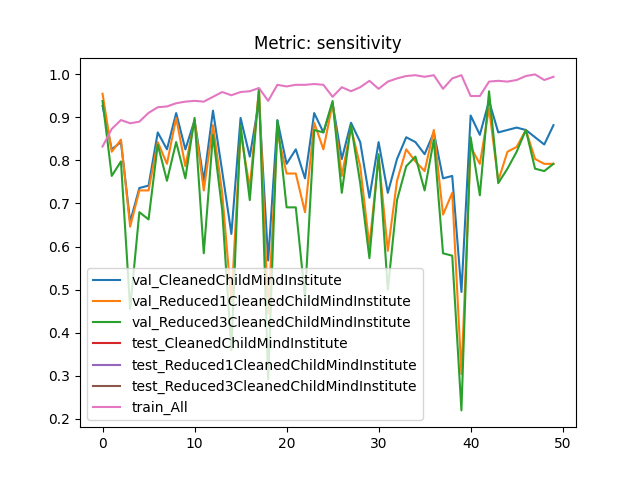 Metric: sensitivity
1.0
0.9
0.8
0.7
0.6
0.5
0.4
0.3
0.2
val_CleanedChildMindInstitute
val_Reduced1CleanedChildMindInstitute
val_Reduced3CleanedChildMindInstitute
test_CleanedChildMindInstitute
test_Reduced1CleanedChildMindInstitute
test_Reduced3CleanedChildMindInstitute
train_All
0 10 20 30 40 50